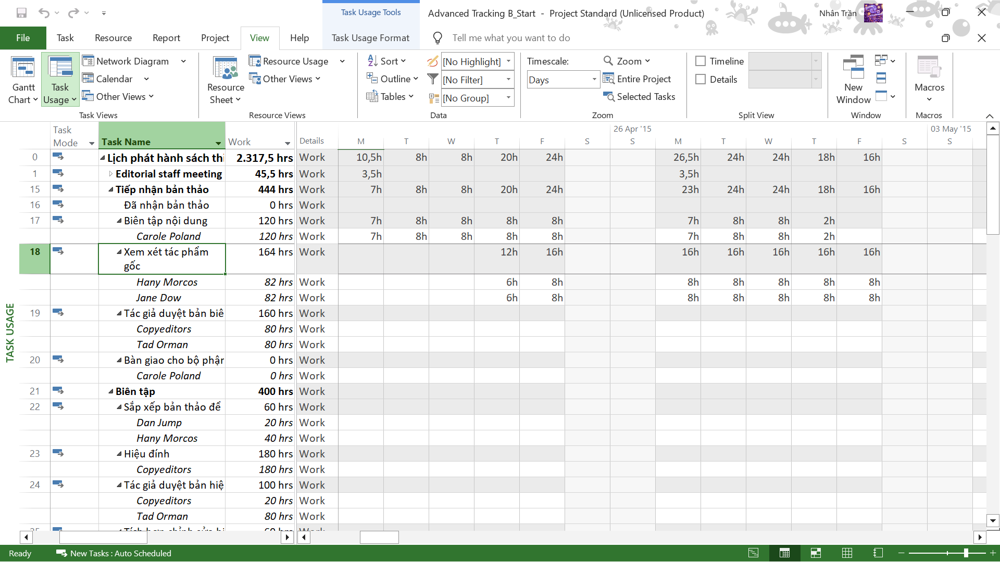 Task Usage Tools
Advanced Tracking B_Start - Project Standard (Unlicensed Product)
Nhân Trần
File Task Resource Report Project View Help Task Usage Format Tell me what you want to do
Gantt Chart
Task Usage
Network Diagram
Calendar
Other Views
Task Views
Resource Sheet
Resource Usage
Other Views
Resource Views
Sort
Outline
Tables
[No Highlight]
[No Filter]
[No Group]
Data
Timescale:
Days
Zoom
Entire Project
Selected Tasks
Zoom
Timeline
Details
Split View
New Window
Window
Macros
Macros
TASK USAGE
26 Apr '15 03 May '15
Task Mode Task Name Work Details M T W T F S S M T W T F S S
0 Lịch phát hành sách thi 2.317,5 hrs Work 10,5h 8h 8h 20h 24h 26,5h 24h 24h 18h 16h
1 Editorial staff meeting 45,5 hrs Work 3,5h 3,5h
15 Tiếp nhận bản thảo 444 hrs Work 7h 8h 8h 20h 24h 23h 24h 24h 18h 16h
16 Đã nhận bản thảo 0 hrs Work
17 Biên tập nội dung 120 hrs Work 7h 8h 8h 8h 8h 7h 8h 8h 2h
Carole Poland 120 hrs Work 7h 8h 8h 8h 8h 7h 8h 8h 2h
18 Xem xét tác phẩm gốc 164 hrs Work 12h 16h 16h 16h 16h 16h 16h
Hany Morcos 82 hrs Work 6h 8h 8h 8h 8h 8h 8h
Jane Dow 82 hrs Work 6h 8h 8h 8h 8h 8h 8h
19 Tác giả duyệt bản biê 160 hrs Work
Copyeditors 80 hrs Work
Tad Orman 80 hrs Work
20 Bàn giao cho bộ phận 0 hrs Work
Carole Poland 0 hrs Work
21 Biên tập 400 hrs Work
22 Sắp xếp bản thảo để 60 hrs Work
Dan Jump 20 hrs Work
Hany Morcos 40 hrs Work
23 Hiệu đính 180 hrs Work
Copyeditors 180 hrs Work
24 Tác giả duyệt bản hiệ 100 hrs Work
Copyeditors 20 hrs Work
Tad Orman 80 hrs Work
Ready New Tasks : Auto Scheduled